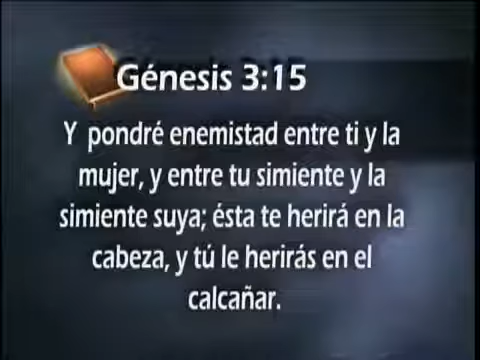 Génesis 3:15
Y pondré enemistad entre ti y la
mujer, y entre tu simiente y la
simiente suya; ésta te herirá en la
cabeza, y tú le herirás en el
calcañar.